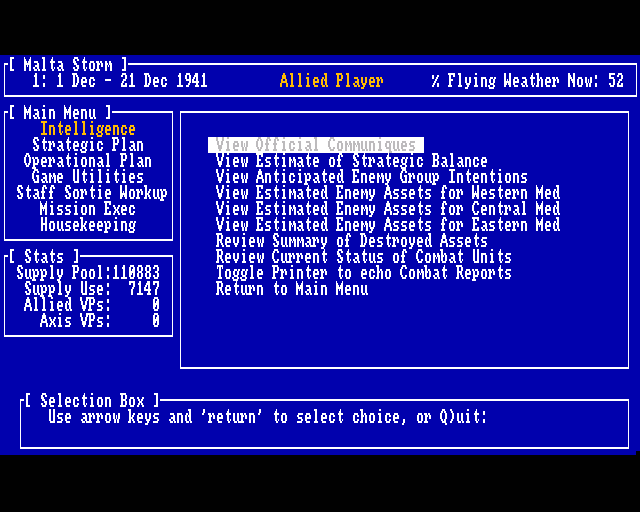 [ Malta Storm ]
1: 1 Dec - 21 Dec 1941 Allied Player % Flying Weather Now: 52
[ Main Menu ]
Intelligence
Strategic Plan
Operational Plan
Game Utilities
Staff Sortie Workup
Mission Exec
Housekeeping
[ Stats ]
Supply Pool:110883
Supply Use: 7147
Allied VPs: 0
Axis VPs: 0
View Official Communiques
View Estimate of Strategic Balance
View Anticipated Enemy Group Intentions
View Estimated Enemy Assets for Western Med
View Estimated Enemy Assets for Central Med
View Estimated Enemy Assets for Eastern Med
Review Summary of Destroyed Assets
Review Current Status of Combat Units
Toggle Printer to echo Combat Reports
Return to Main Menu
[ Selection Box ]
Use arrow keys and 'return' to select choice, or Q)uit: